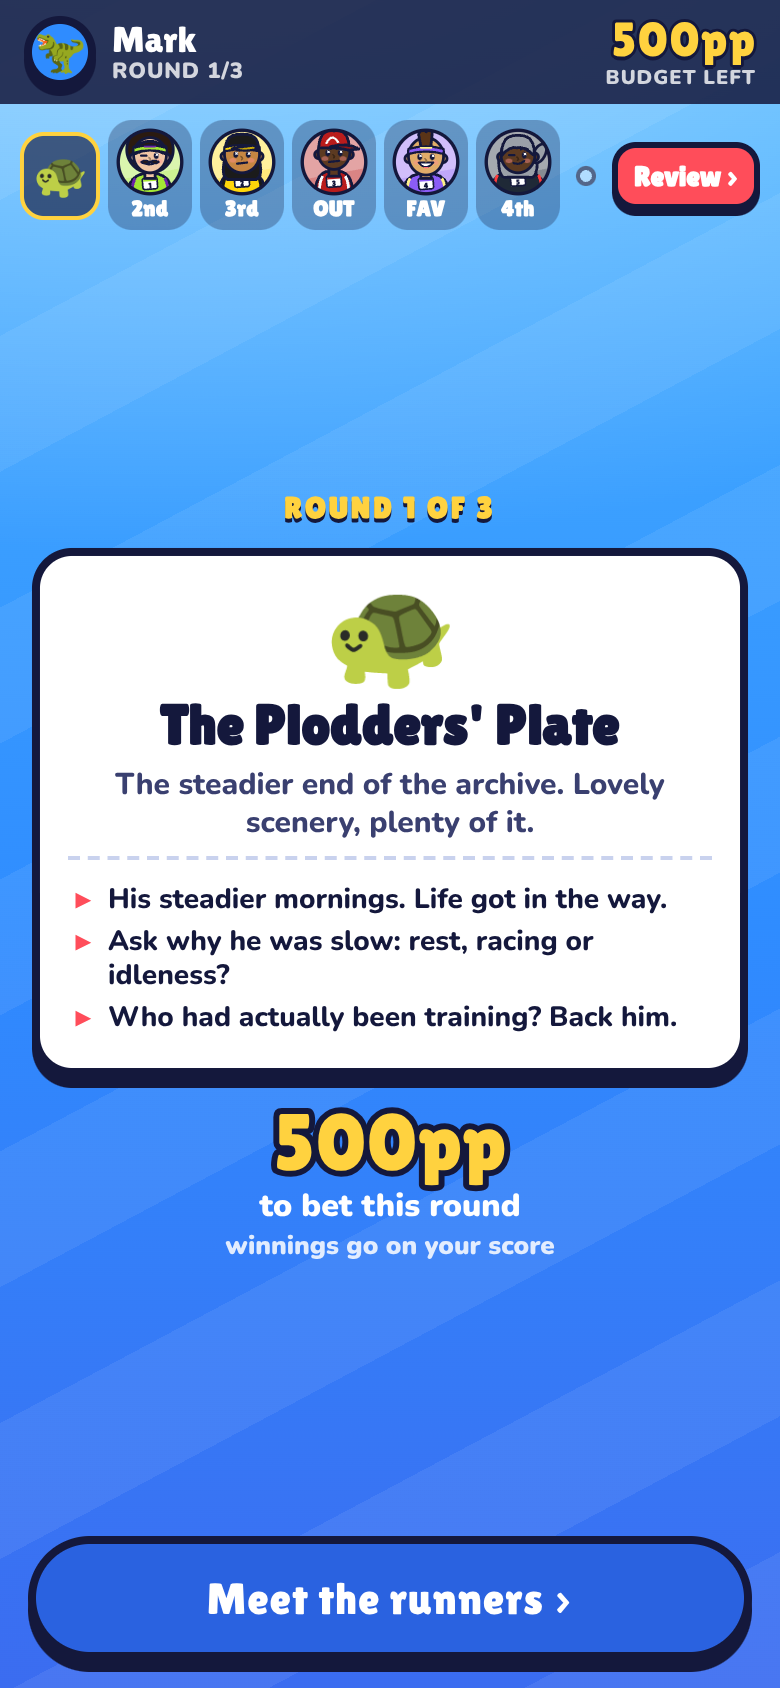 Mark
ROUND 1/3
500pp
BUDGET LEFT
2nd
3rd
OUT
FAV
4th
Review ›
ROUND 1 OF 3
The Plodders' Plate
The steadier end of the archive. Lovely
scenery, plenty of it.
► His steadier mornings. Life got in the way.
► Ask why he was slow: rest, racing or
idleness?
► Who had actually been training? Back him.
500pp
to bet this round
winnings go on your score
Meet the runners ›